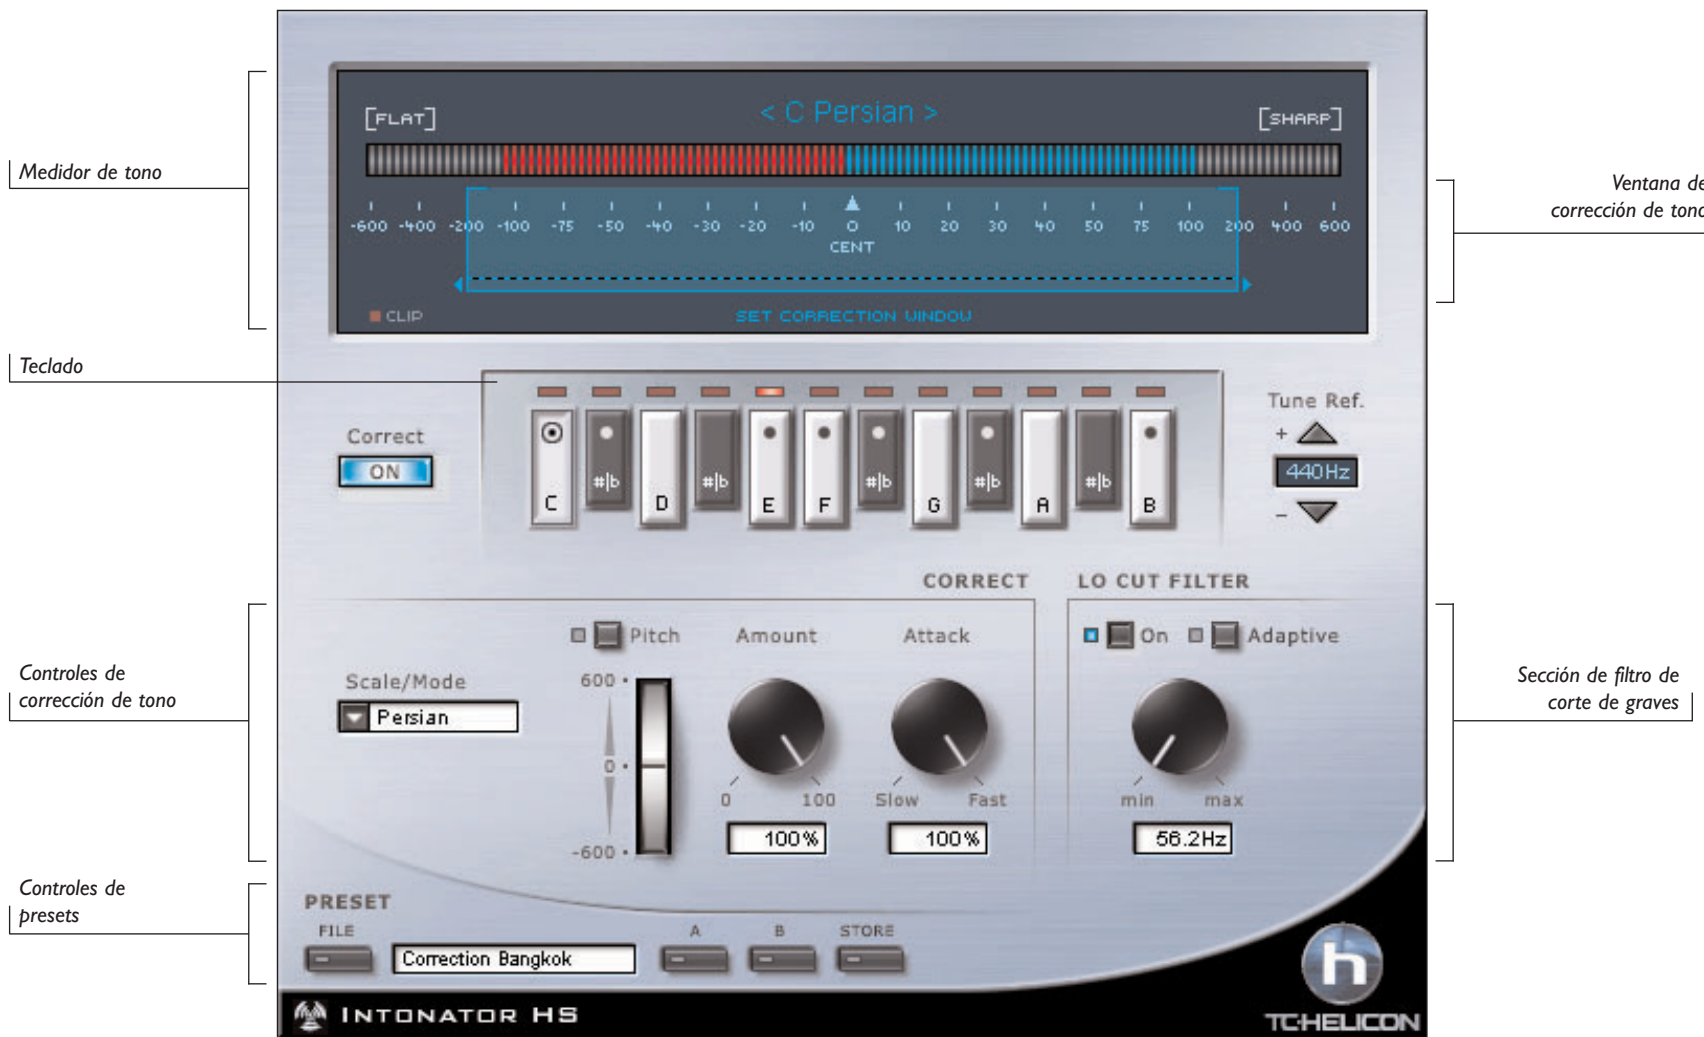 < C Persian >
[FLAT]
[SHARP]
Medidor de tono
Ventana de
corrección de tono
-600 -400 -200 -100 -75 -50 -40 -30 -20 -10 0 10 20 30 40 50 75 100 200 400 600
CENT
CLIP
SET CORRECTION WINDOW
Teclado
Tune Ref.
+
440Hz
-
Correct
ON
#|b #|b #|b #|b #|b
C D E F G A B
CORRECT
LO CUT FILTER
Pitch
Amount
Attack
On
Adaptive
Controles de
corrección de tono
Scale/Mode
Persian
600
0
-600
0 100
Slow Fast
min max
100%
100%
56.2Hz
Sección de filtro de
corte de graves
Controles de
presets
PRESET
FILE
A
B
STORE
Correction Bangkok
h
INTONATOR HS
TC·HELICON